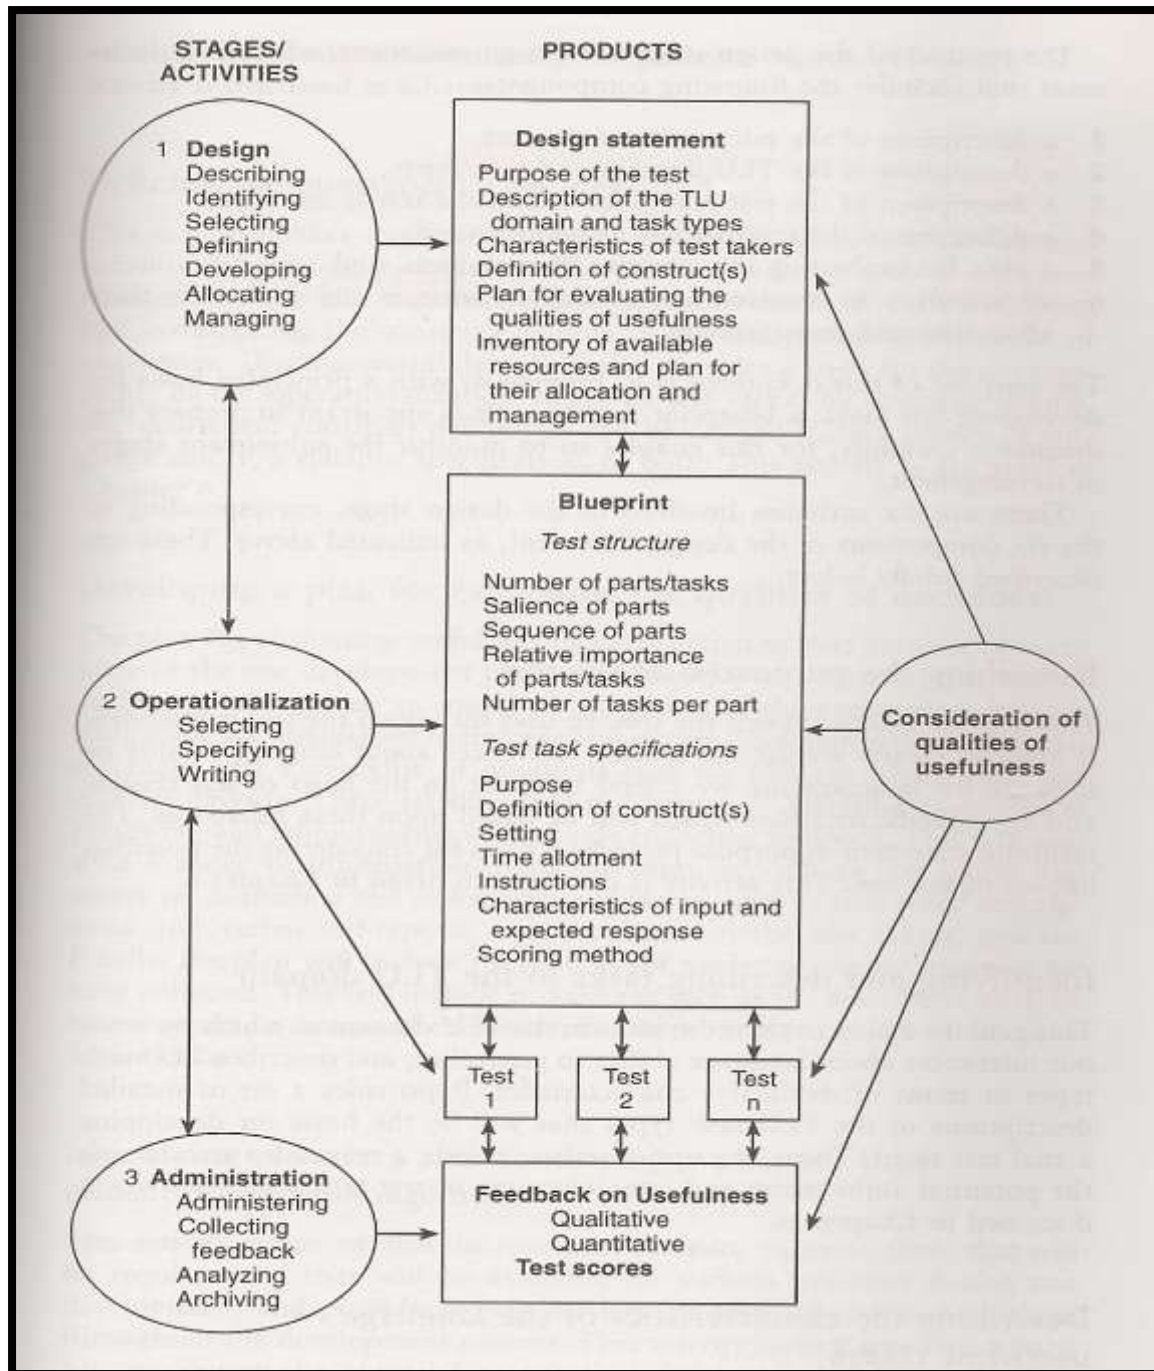 STAGES/
ACTIVITIES
PRODUCTS
1 Design
Describing
Identifying
Selecting
Defining
Developing
Allocating
Managing
Design statement
Purpose of the test
Description of the TLU
domain and task types
Characteristics of test takers
Definition of construct(s)
Plan for evaluating the
qualities of usefulness
Inventory of available
resources and plan for
their allocation and
management
Blueprint
Test structure
Number of parts/tasks
Salience of parts
Sequence of parts
Relative importance
of parts/tasks
Number of tasks per part
Test task specifications
Purpose
Definition of construct(s)
Setting
Time allotment
Instructions
Characteristics of input and
expected response
Scoring method
2 Operationalization
Selecting
Specifying
Writing
Consideration of
qualities of
usefulness
Test
1
Test
2
Test
n
3 Administration
Administering
Collecting
feedback
Analyzing
Archiving
Feedback on Usefulness
Qualitative
Quantitative
Test scores